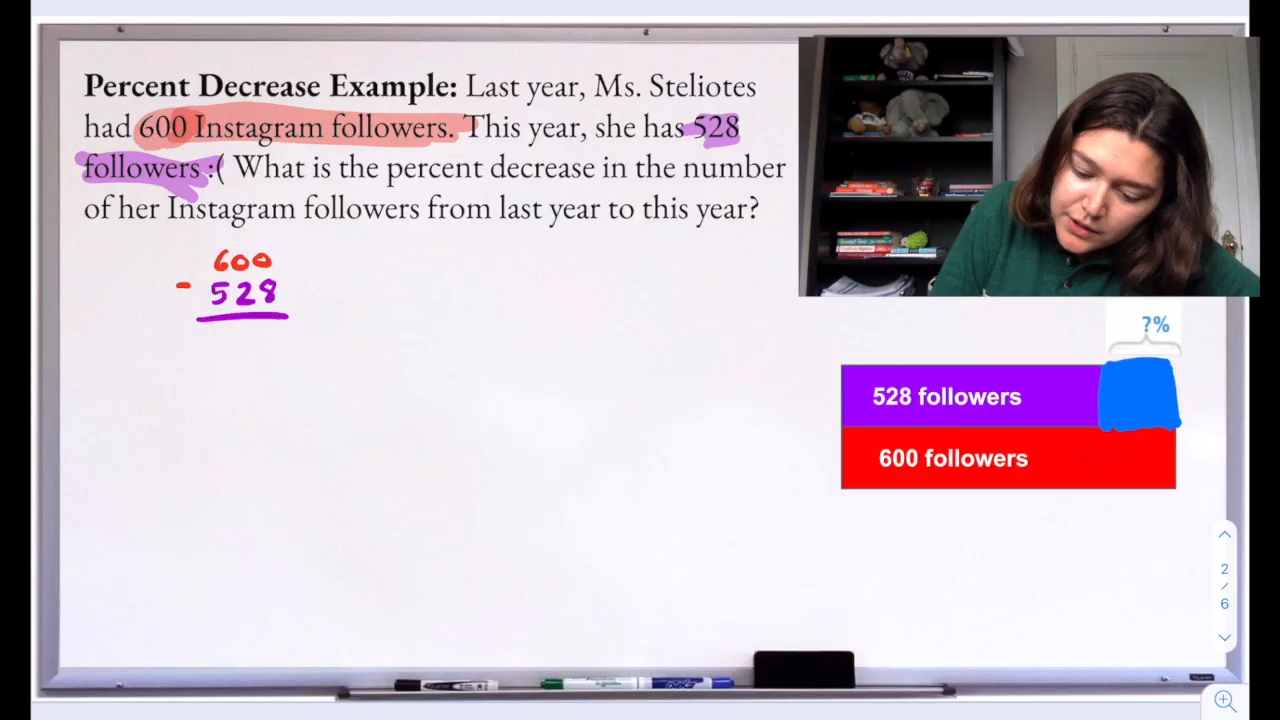 Percent Decrease Example: Last year, Ms. Steliotes
had 600 Instagram followers. This year, she has 528
followers :( What is the percent decrease in the number
of her Instagram followers from last year to this year?
600
- 528
?%
528 followers
600 followers
2
/
6